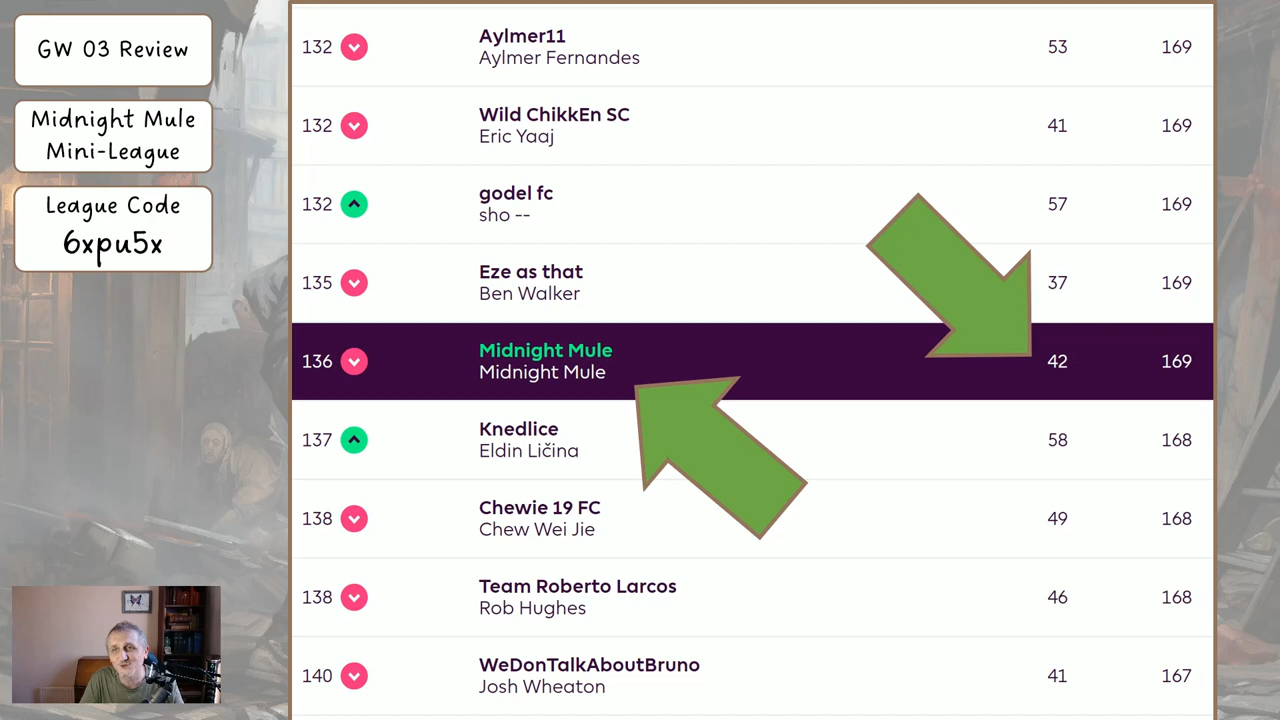 GW 03 Review
Midnight Mule
Mini-League
League Code
6xpu5x
132 Aylmer11 53 169
Aylmer Fernandes
132 Wild ChikkEn SC 41 169
Eric Yaaj
132 godel fc 57 169
sho --
135 Eze as that 37 169
Ben Walker
136 Midnight Mule 42 169
Midnight Mule
137 Knedlice 58 168
Eldin Ličina
138 Chewie 19 FC 49 168
Chew Wei Jie
138 Team Roberto Larcos 46 168
Rob Hughes
140 WeDonTalkAboutBruno 41 167
Josh Wheaton